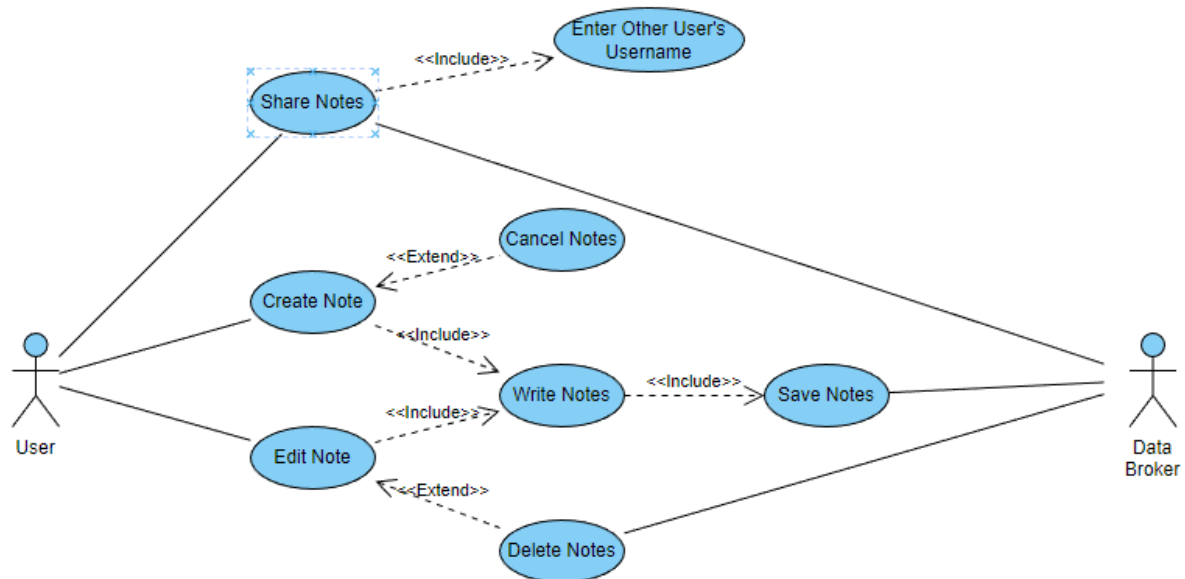 Enter Other User's
Username
<<Include>>
Share Notes
Cancel Notes
<<Extend>>
Create Note
<<Include>>
Write Notes
<<Include>>
Save Notes
<<Include>>
User
Edit Note
Data
Broker
<<Extend>>
Delete Notes